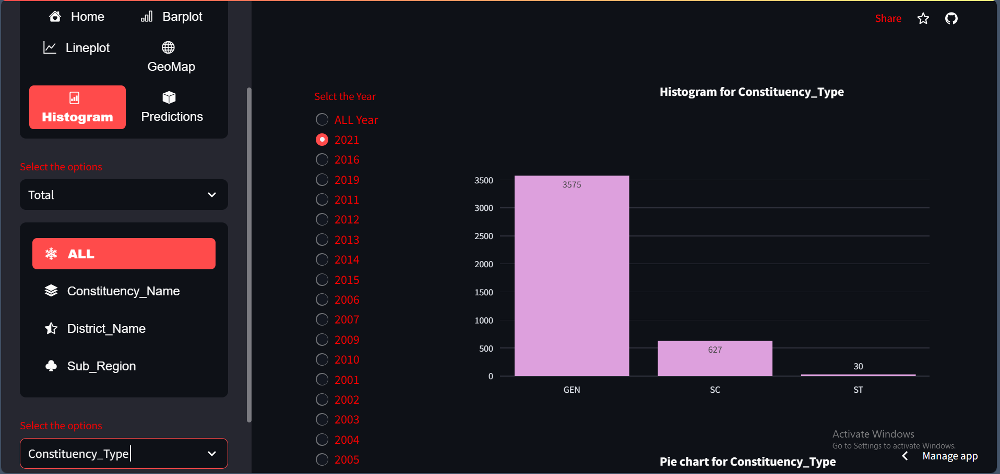 Home
Barplot
Lineplot
GeoMap
Histogram
Predictions
Select the options
Total
ALL
Constituency_Name
District_Name
Sub_Region
Select the options
Constituency_Type
Share
Selct the Year
ALL Year
2021
2016
2019
2011
2012
2013
2014
2015
2006
2007
2009
2010
2001
2002
2003
2004
2005
Histogram for Constituency_Type
3500
3000
2500
2000
1500
1000
500
0
3575
627
30
GEN
SC
ST
Activate Windows
Go to Settings to activate Windows.
Manage app
Pie chart for Constituency_Type